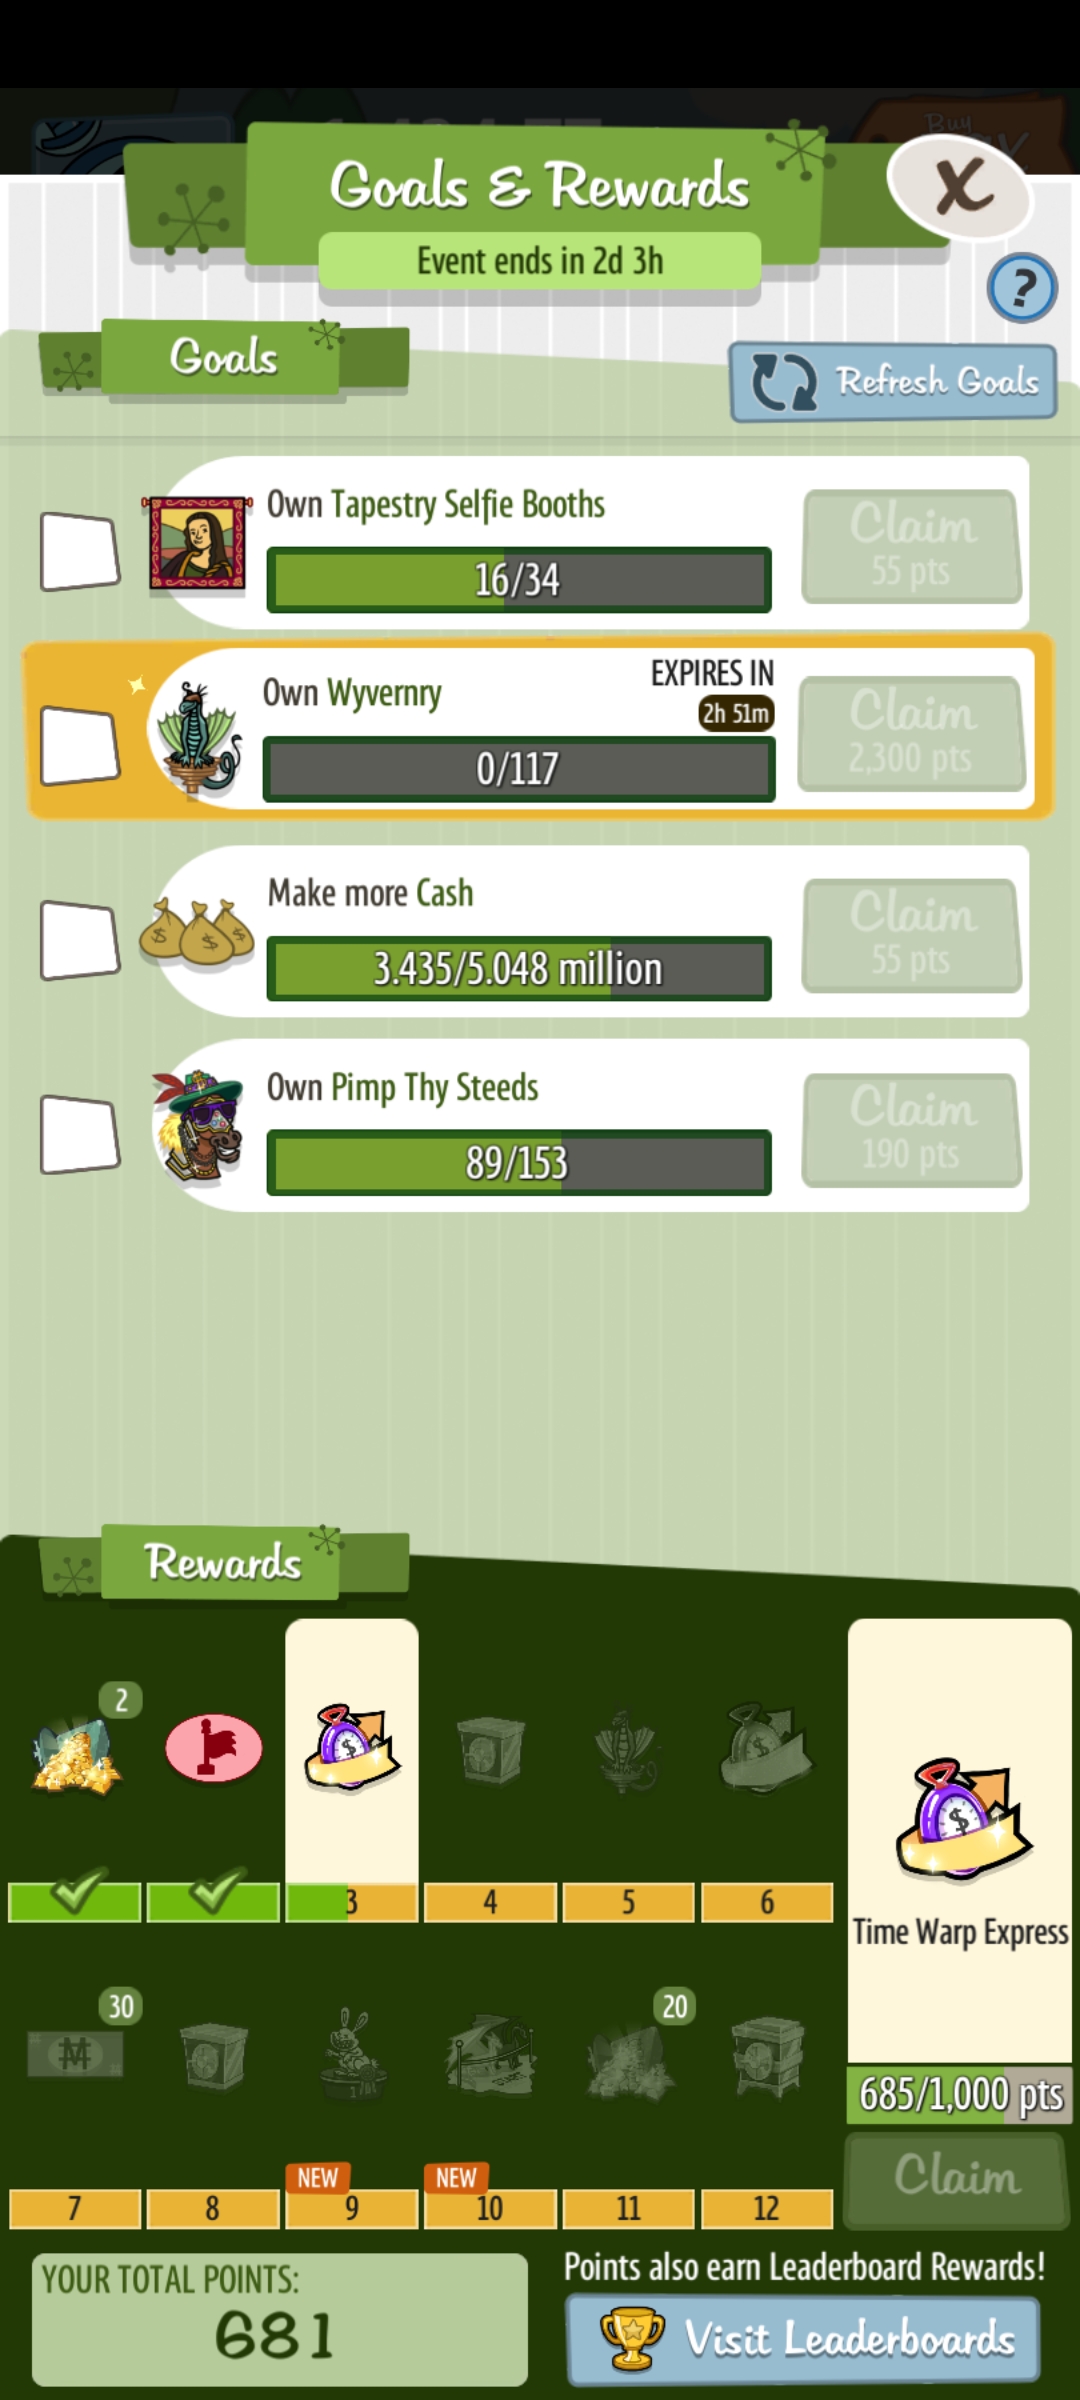 Buy
Goals & Rewards
X
Event ends in 2d 3h
?
Goals
Refresh Goals
Own Tapestry Selfie Booths
16/34
Claim
55 pts
Own Wyvernry
EXPIRES IN
2h 51m
0/117
Claim
2,300 pts
Make more Cash
3.435/5.048 million
Claim
55 pts
Own Pimp Thy Steeds
89/153
Claim
190 pts
Rewards
2
3
4
5
6
Time Warp Express
30
20
685/1,000 pts
Claim
NEW
NEW
7
8
9
10
11
12
YOUR TOTAL POINTS:
681
Points also earn Leaderboard Rewards!
Visit Leaderboards